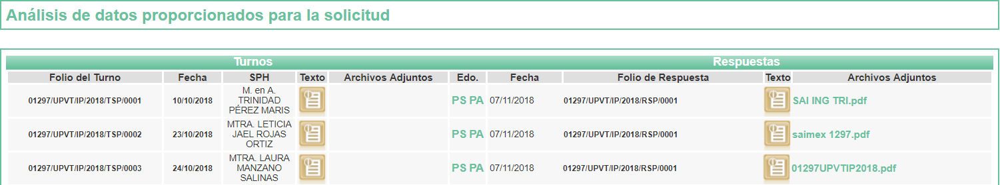 Análisis de datos proporcionados para la solicitud
Turnos Respuestas
Folio del Turno Fecha SPH Texto Archivos Adjuntos Edo. Fecha Folio de Respuesta Texto Archivos Adjuntos
M. en A.
01297/UPVT/IP/2018/TSP/0001 10/10/2018 TRINIDAD PS PA 07/11/2018 01297/UPVT/IP/2018/RSP/0001 SAI ING TRI.pdf
PÉREZ MARIS
MTRA. LETICIA
01297/UPVT/IP/2018/TSP/0002 23/10/2018 JAEL ROJAS PS PA 07/11/2018 01297/UPVT/IP/2018/RSP/0001 saimex 1297.pdf
ORTIZ
MTRA. LAURA
01297/UPVT/IP/2018/TSP/0003 24/10/2018 MANZANO PS PA 07/11/2018 01297/UPVT/IP/2018/RSP/0001 01297UPVTIP2018.pdf
SALINAS